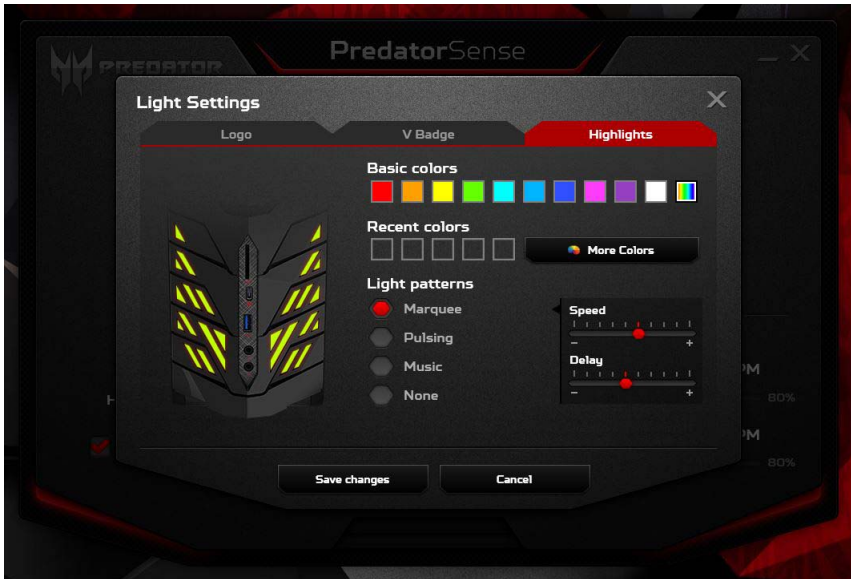 PREDATOR
PredatorSense
Light Settings
Logo
V Badge
Highlights
Basic colors
Recent colors
More Colors
Light patterns
Marquee
Pulsing
Music
None
Speed
- +
Delay
- +
H
PM
80%
PM
80%
Save changes
Cancel